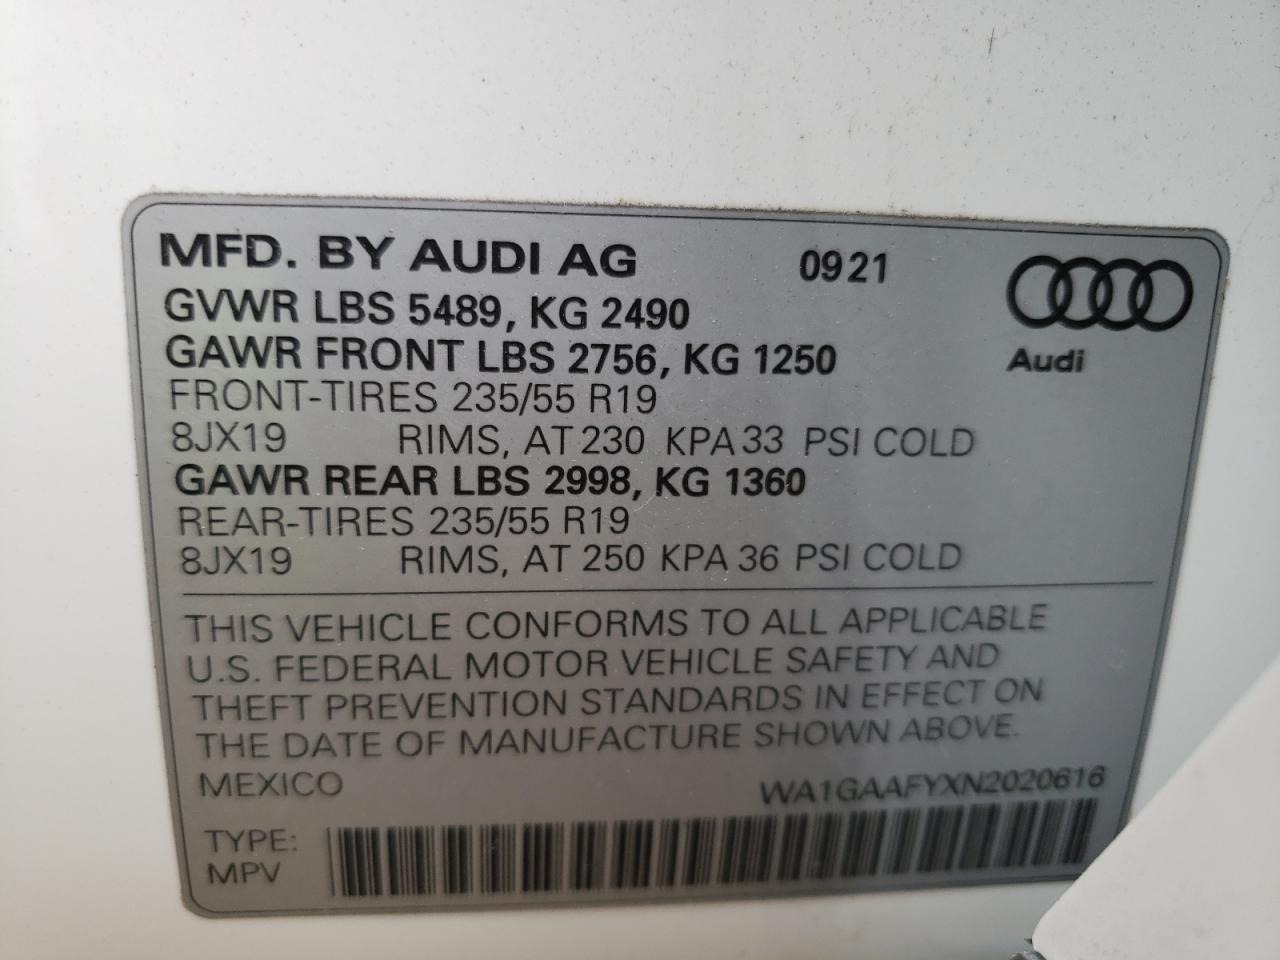 MFD. BY AUDI AG 09 21
GVWR LBS 5489, KG 2490
GAWR FRONT LBS 2756, KG 1250
Audi
FRONT-TIRES 235/55 R19
8JX19 RIMS, AT 230 KPA 33 PSI COLD
GAWR REAR LBS 2998, KG 1360
REAR-TIRES 235/55 R19
8JX19 RIMS, AT 250 KPA 36 PSI COLD
THIS VEHICLE CONFORMS TO ALL APPLICABLE
U.S. FEDERAL MOTOR VEHICLE SAFETY AND
THEFT PREVENTION STANDARDS IN EFFECT ON
THE DATE OF MANUFACTURE SHOWN ABOVE.
MEXICO WA1GAAFYXN2020616
TYPE:
MPV